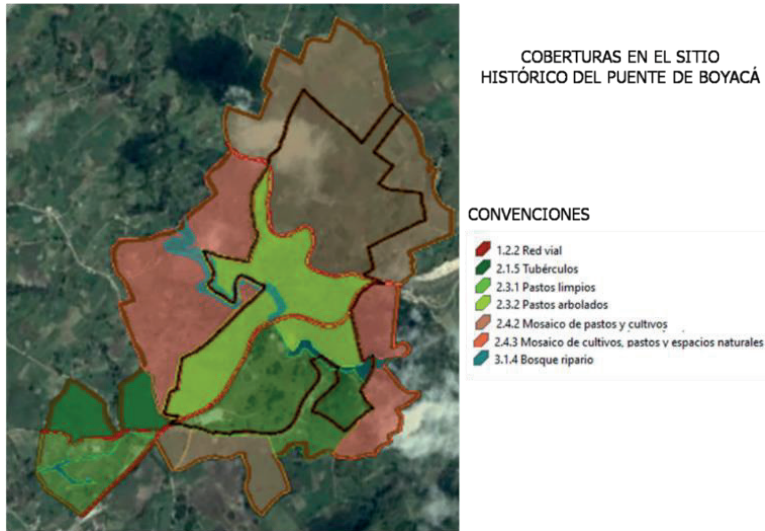 COBERTURAS EN EL SITIO
HISTÓRICO DEL PUENTE DE BOYACÁ
CONVENCIONES
1.2.2 Red vial
2.1.5 Tubérculos
2.3.1 Pastos limpios
2.3.2 Pastos arbolados
2.4.2 Mosaico de pastos y cultivos
2.4.3 Mosaico de cultivos, pastos y espacios naturales
3.1.4 Bosque ripario